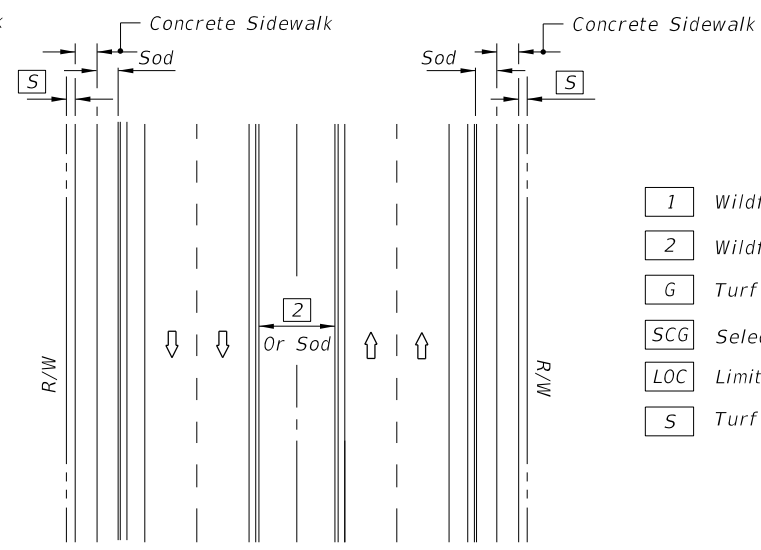 Concrete Sidewalk
Concrete Sidewalk
Sod
Sod
S
S
1
2
Wildf
2
Wildf
Or Sod
G
Turf
SCG
Selec
R/W
R/W
LOC
Limit
S
Turf